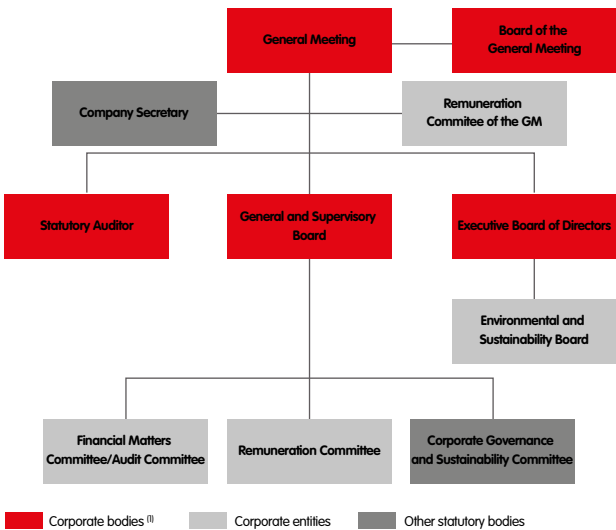 General Meeting
Board of the
General Meeting
Company Secretary
Remuneration
Commitee of the GM
Statutory Auditor
General and Supervisory
Board
Executive Board of Directors
Environmental and
Sustainability Board
Financial Matters
Committee/Audit Committee
Remuneration Committee
Corporate Governance
and Sustainability Committee
Corporate bodies (1)
Corporate entities
Other statutory bodies